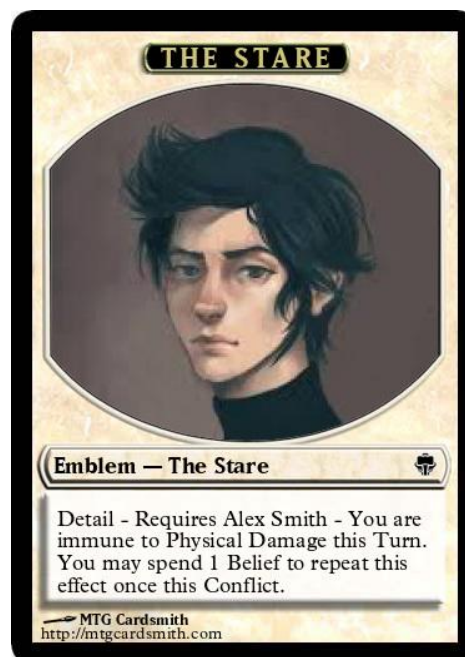 THE STARE
Emblem — The Stare
Detail - Requires Alex Smith - You are
immune to Physical Damage this Turn.
You may spend 1 Belief to repeat this
effect once this Conflict.
MTG Cardsmith
http://mtgcardsmith.com